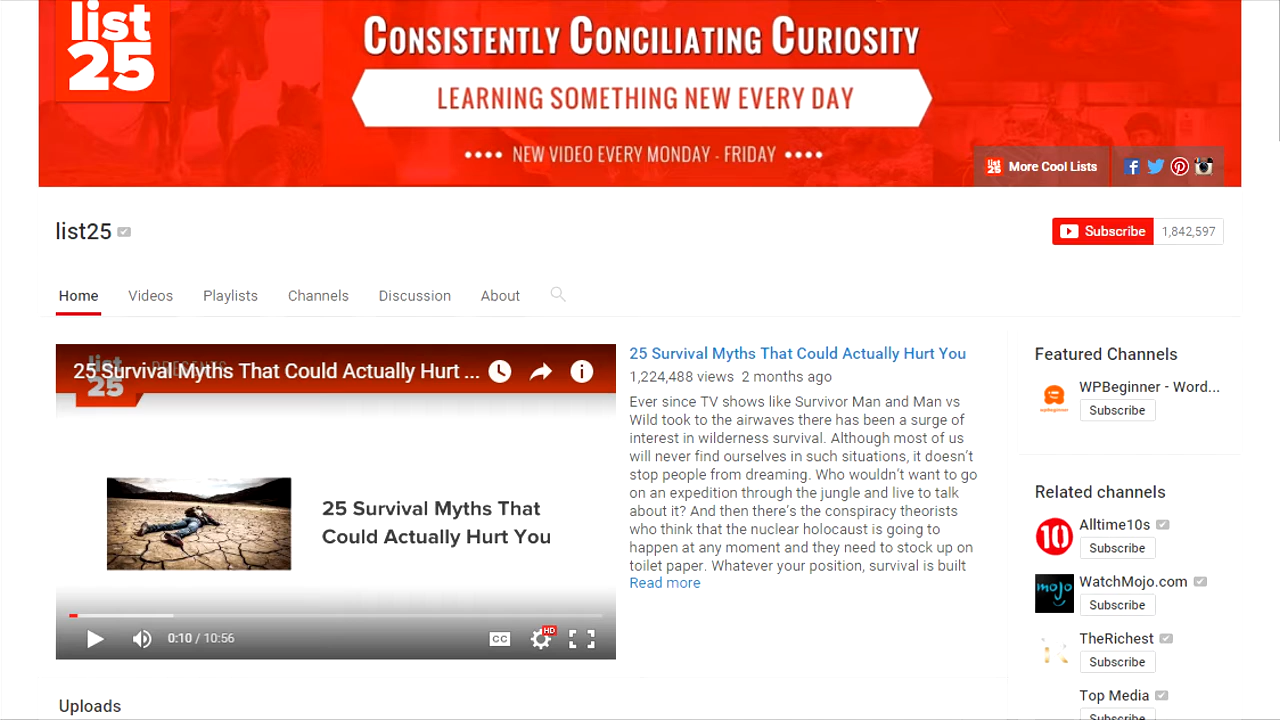 list
25
CONSISTENTLY CONCILIATING CURIOSITY
LEARNING SOMETHING NEW EVERY DAY
•••• NEW VIDEO EVERY MONDAY - FRIDAY ••••
list
25
More Cool Lists
list25
Subscribe 1,842,597
Home Videos Playlists Channels Discussion About
list
25
PRESENTS
25 Survival Myths That Could Actually Hurt ...
25 Survival Myths That
Could Actually Hurt You
0:10 / 10:56
CC
HD
25 Survival Myths That Could Actually Hurt You
1,224,488 views 2 months ago
Ever since TV shows like Survivor Man and Man vs
Wild took to the airwaves there has been a surge of
interest in wilderness survival. Although most of us
will never find ourselves in such situations, it doesn't
stop people from dreaming. Who wouldn't want to go
on an expedition through the jungle and live to talk
about it? And then there's the conspiracy theorists
who think that the nuclear holocaust is going to
happen at any moment and they need to stock up on
toilet paper. Whatever your position, survival is built
Read more
Featured Channels
wpbeginner
WPBeginner - Word...
Subscribe
Related channels
10
Alltime10s
Subscribe
mojo
WatchMojo.com
Subscribe
TheRichest
Subscribe
Top Media
Subscribe
Uploads